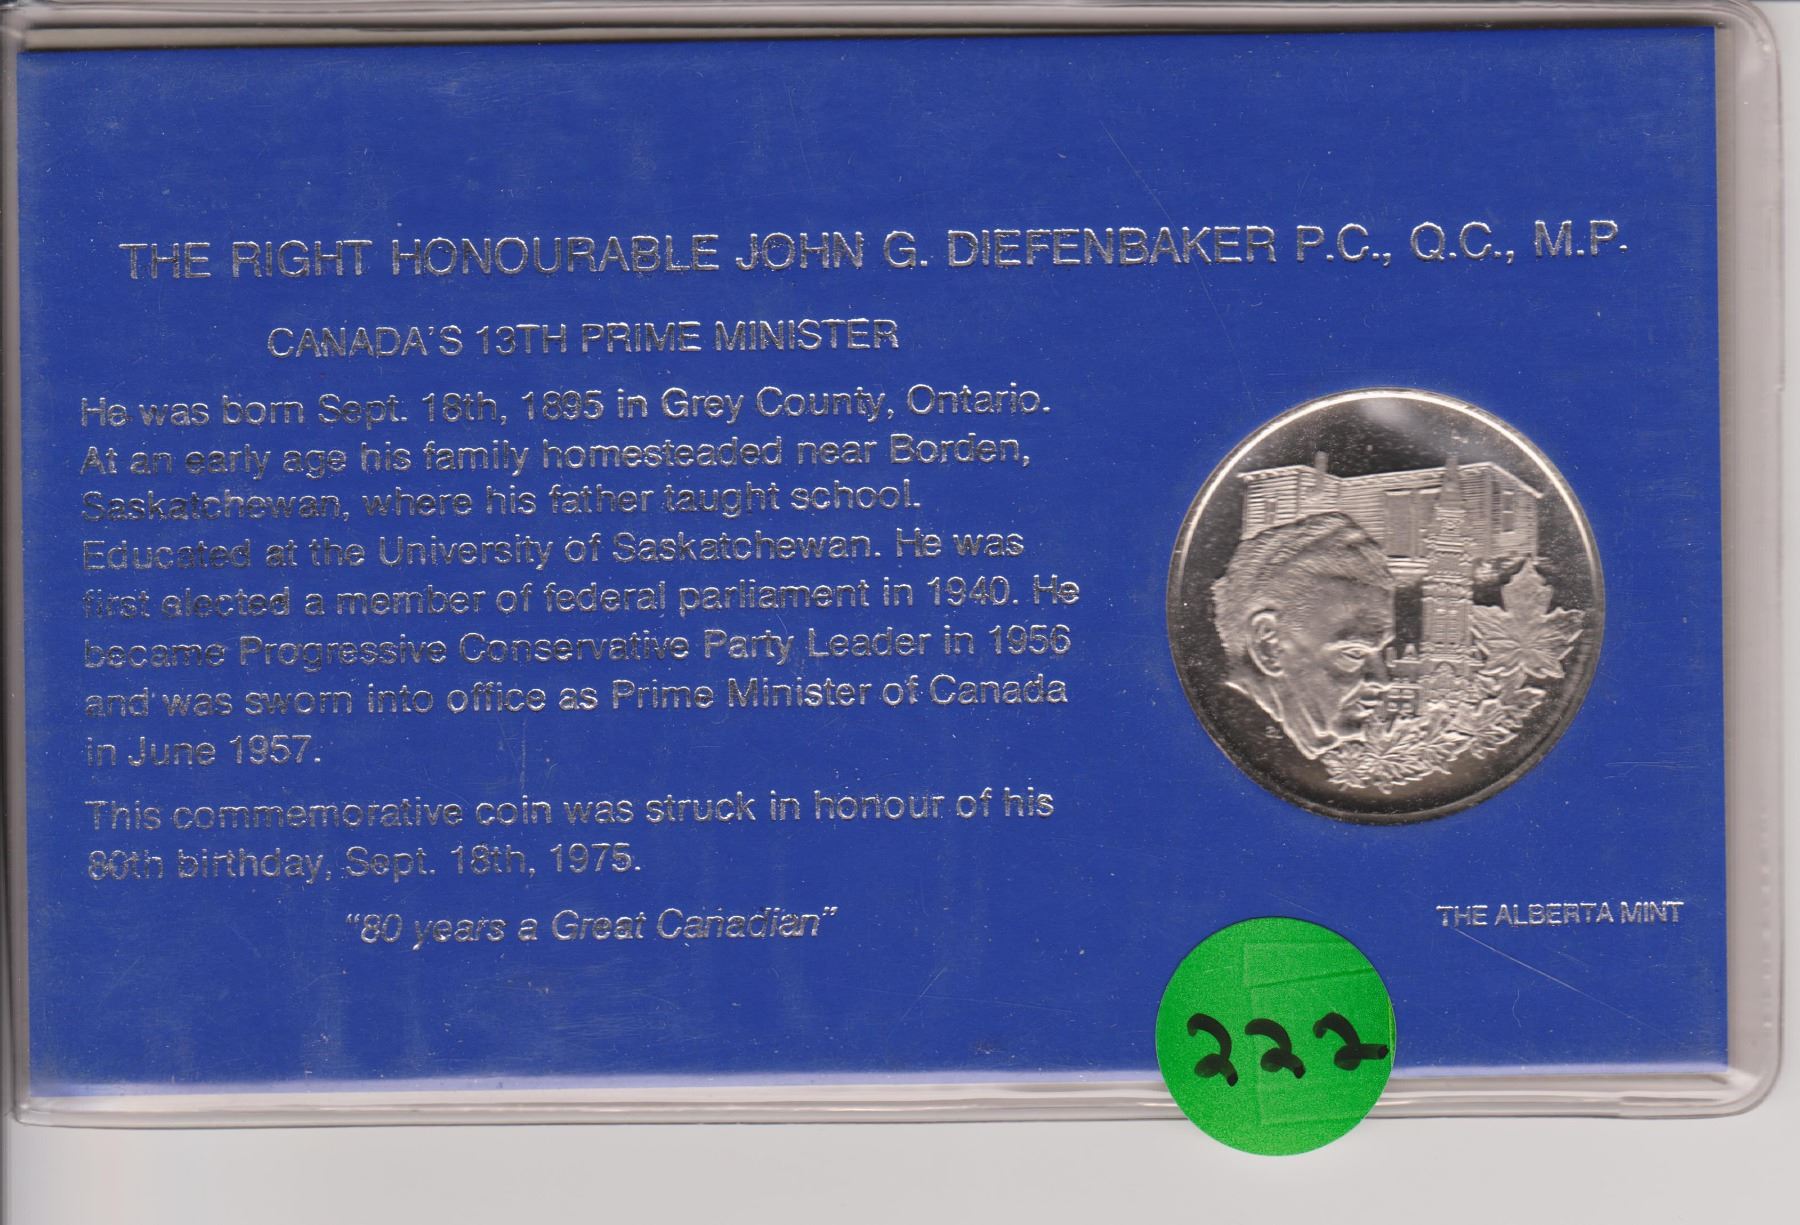 THE RIGHT HONOURABLE JOHN G. DIEFENBAKER P.C., Q.C., M.P.
CANADA'S 13TH PRIME MINISTER
He was born Sept. 18th, 1895 in Grey County, Ontario.
At an early age his family homesteaded near Borden,
Saskatchewan, where his father taught school.
Educated at the University of Saskatchewan. He was
first elected a member of federal parliament in 1940. He
became Progressive Conservative Party Leader in 1956
and was sworn into office as Prime Minister of Canada
in June 1957.
This commemorative coin was struck in honour of his
80th birthday, Sept. 18th, 1975.
"80 years a Great Canadian"
THE ALBERTA MINT
222